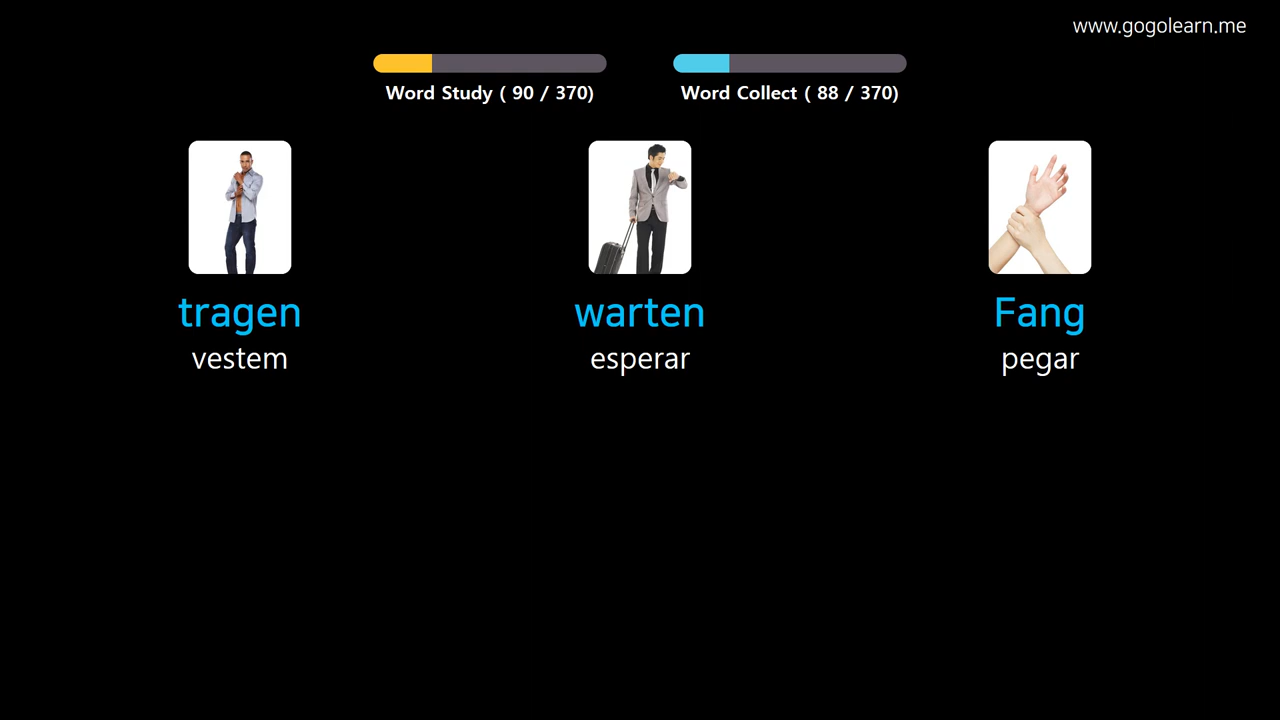 www.gogolearn.me
Word Study ( 90 / 370)
Word Collect ( 88 / 370)
tragen
vestem
warten
esperar
Fang
pegar